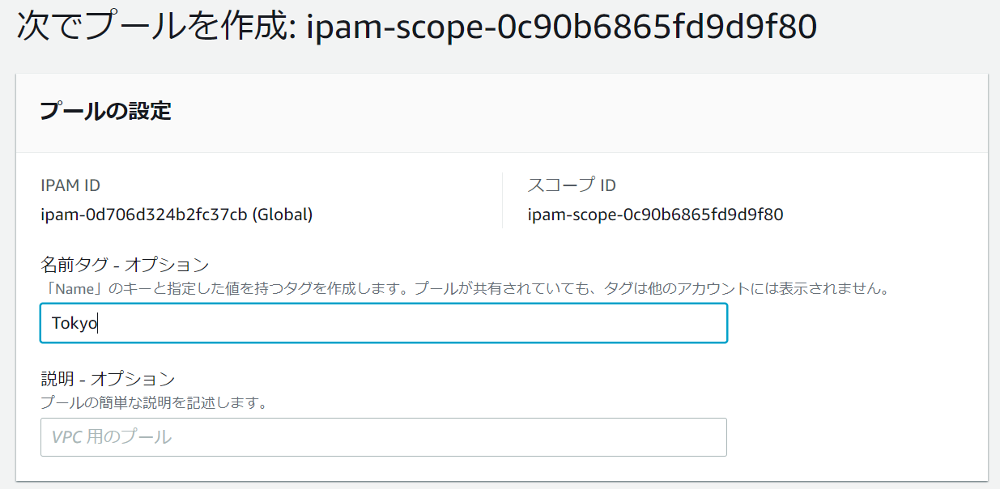 次でプールを作成: ipam-scope-0c90b6865fd9d9f80
プールの設定
IPAM ID
ipam-0d706d324b2fc37cb (Global)
スコープ ID
ipam-scope-0c90b6865fd9d9f80
名前タグ - オプション
「Name」のキーと指定した値を持つタグを作成します。プールが共有されていても、タグは他のアカウントには表示されません。
Tokyo
説明 - オプション
プールの簡単な説明を記述します。
VPC 用のプール